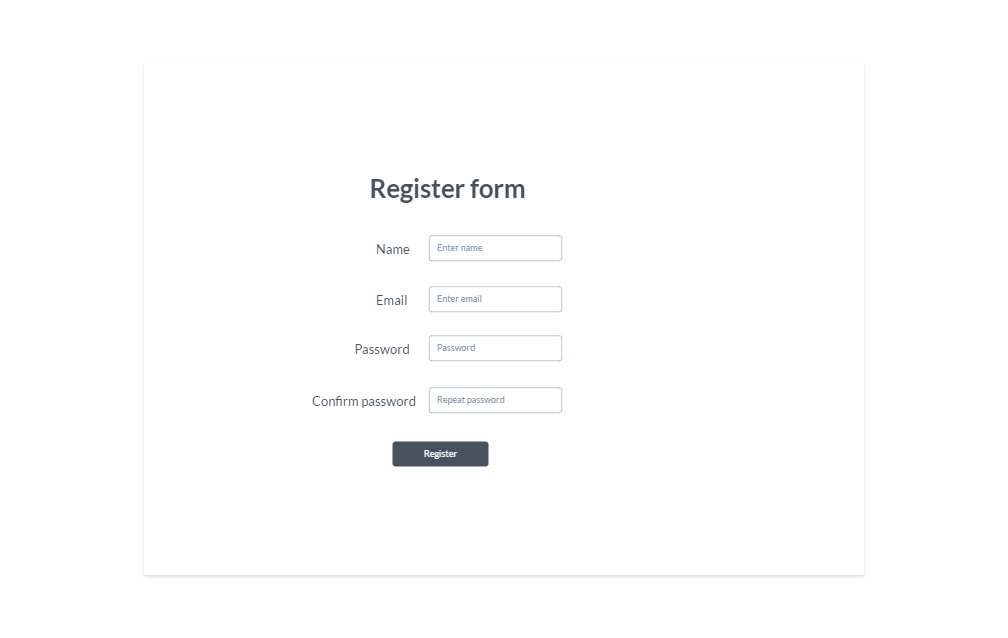 Register form
Name Enter name
Email Enter email
Password Password
Confirm password Repeat password
Register